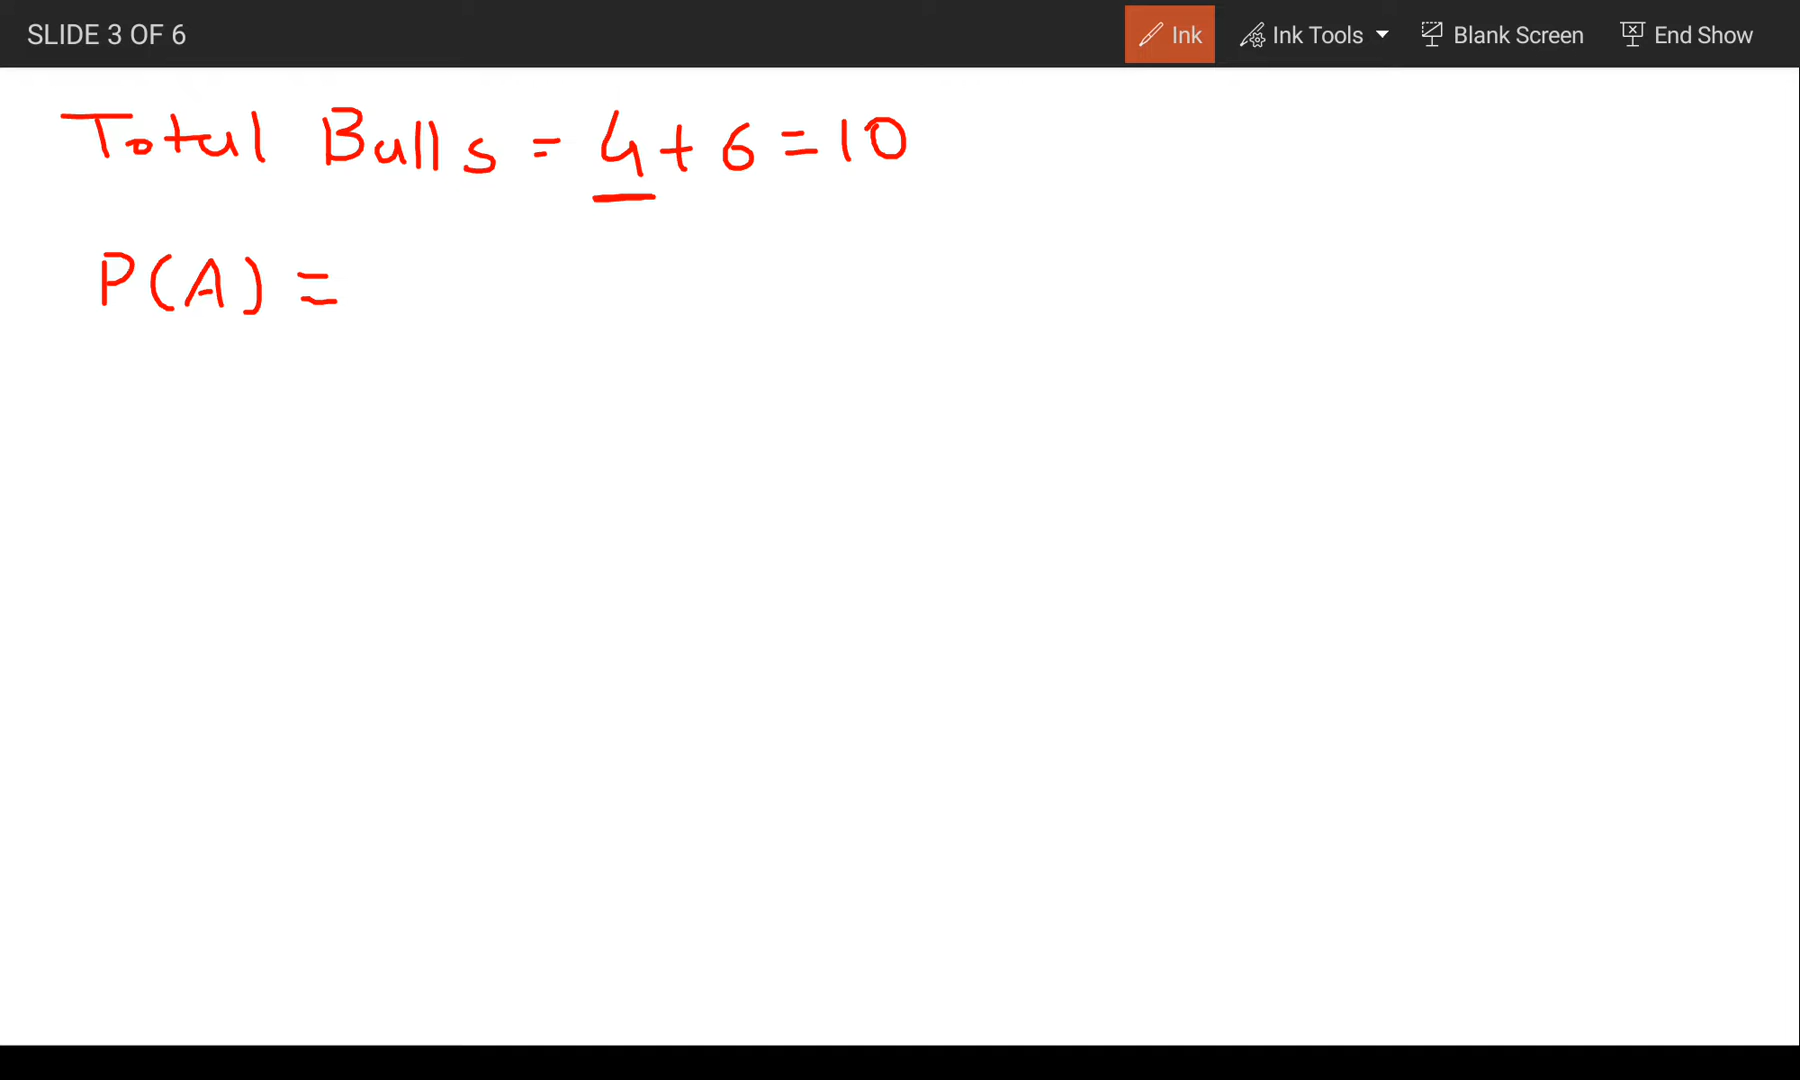 SLIDE 3 OF 6 Ink Ink Tools Blank Screen End Show
Total Balls = 4 + 6 = 10
P(A) =